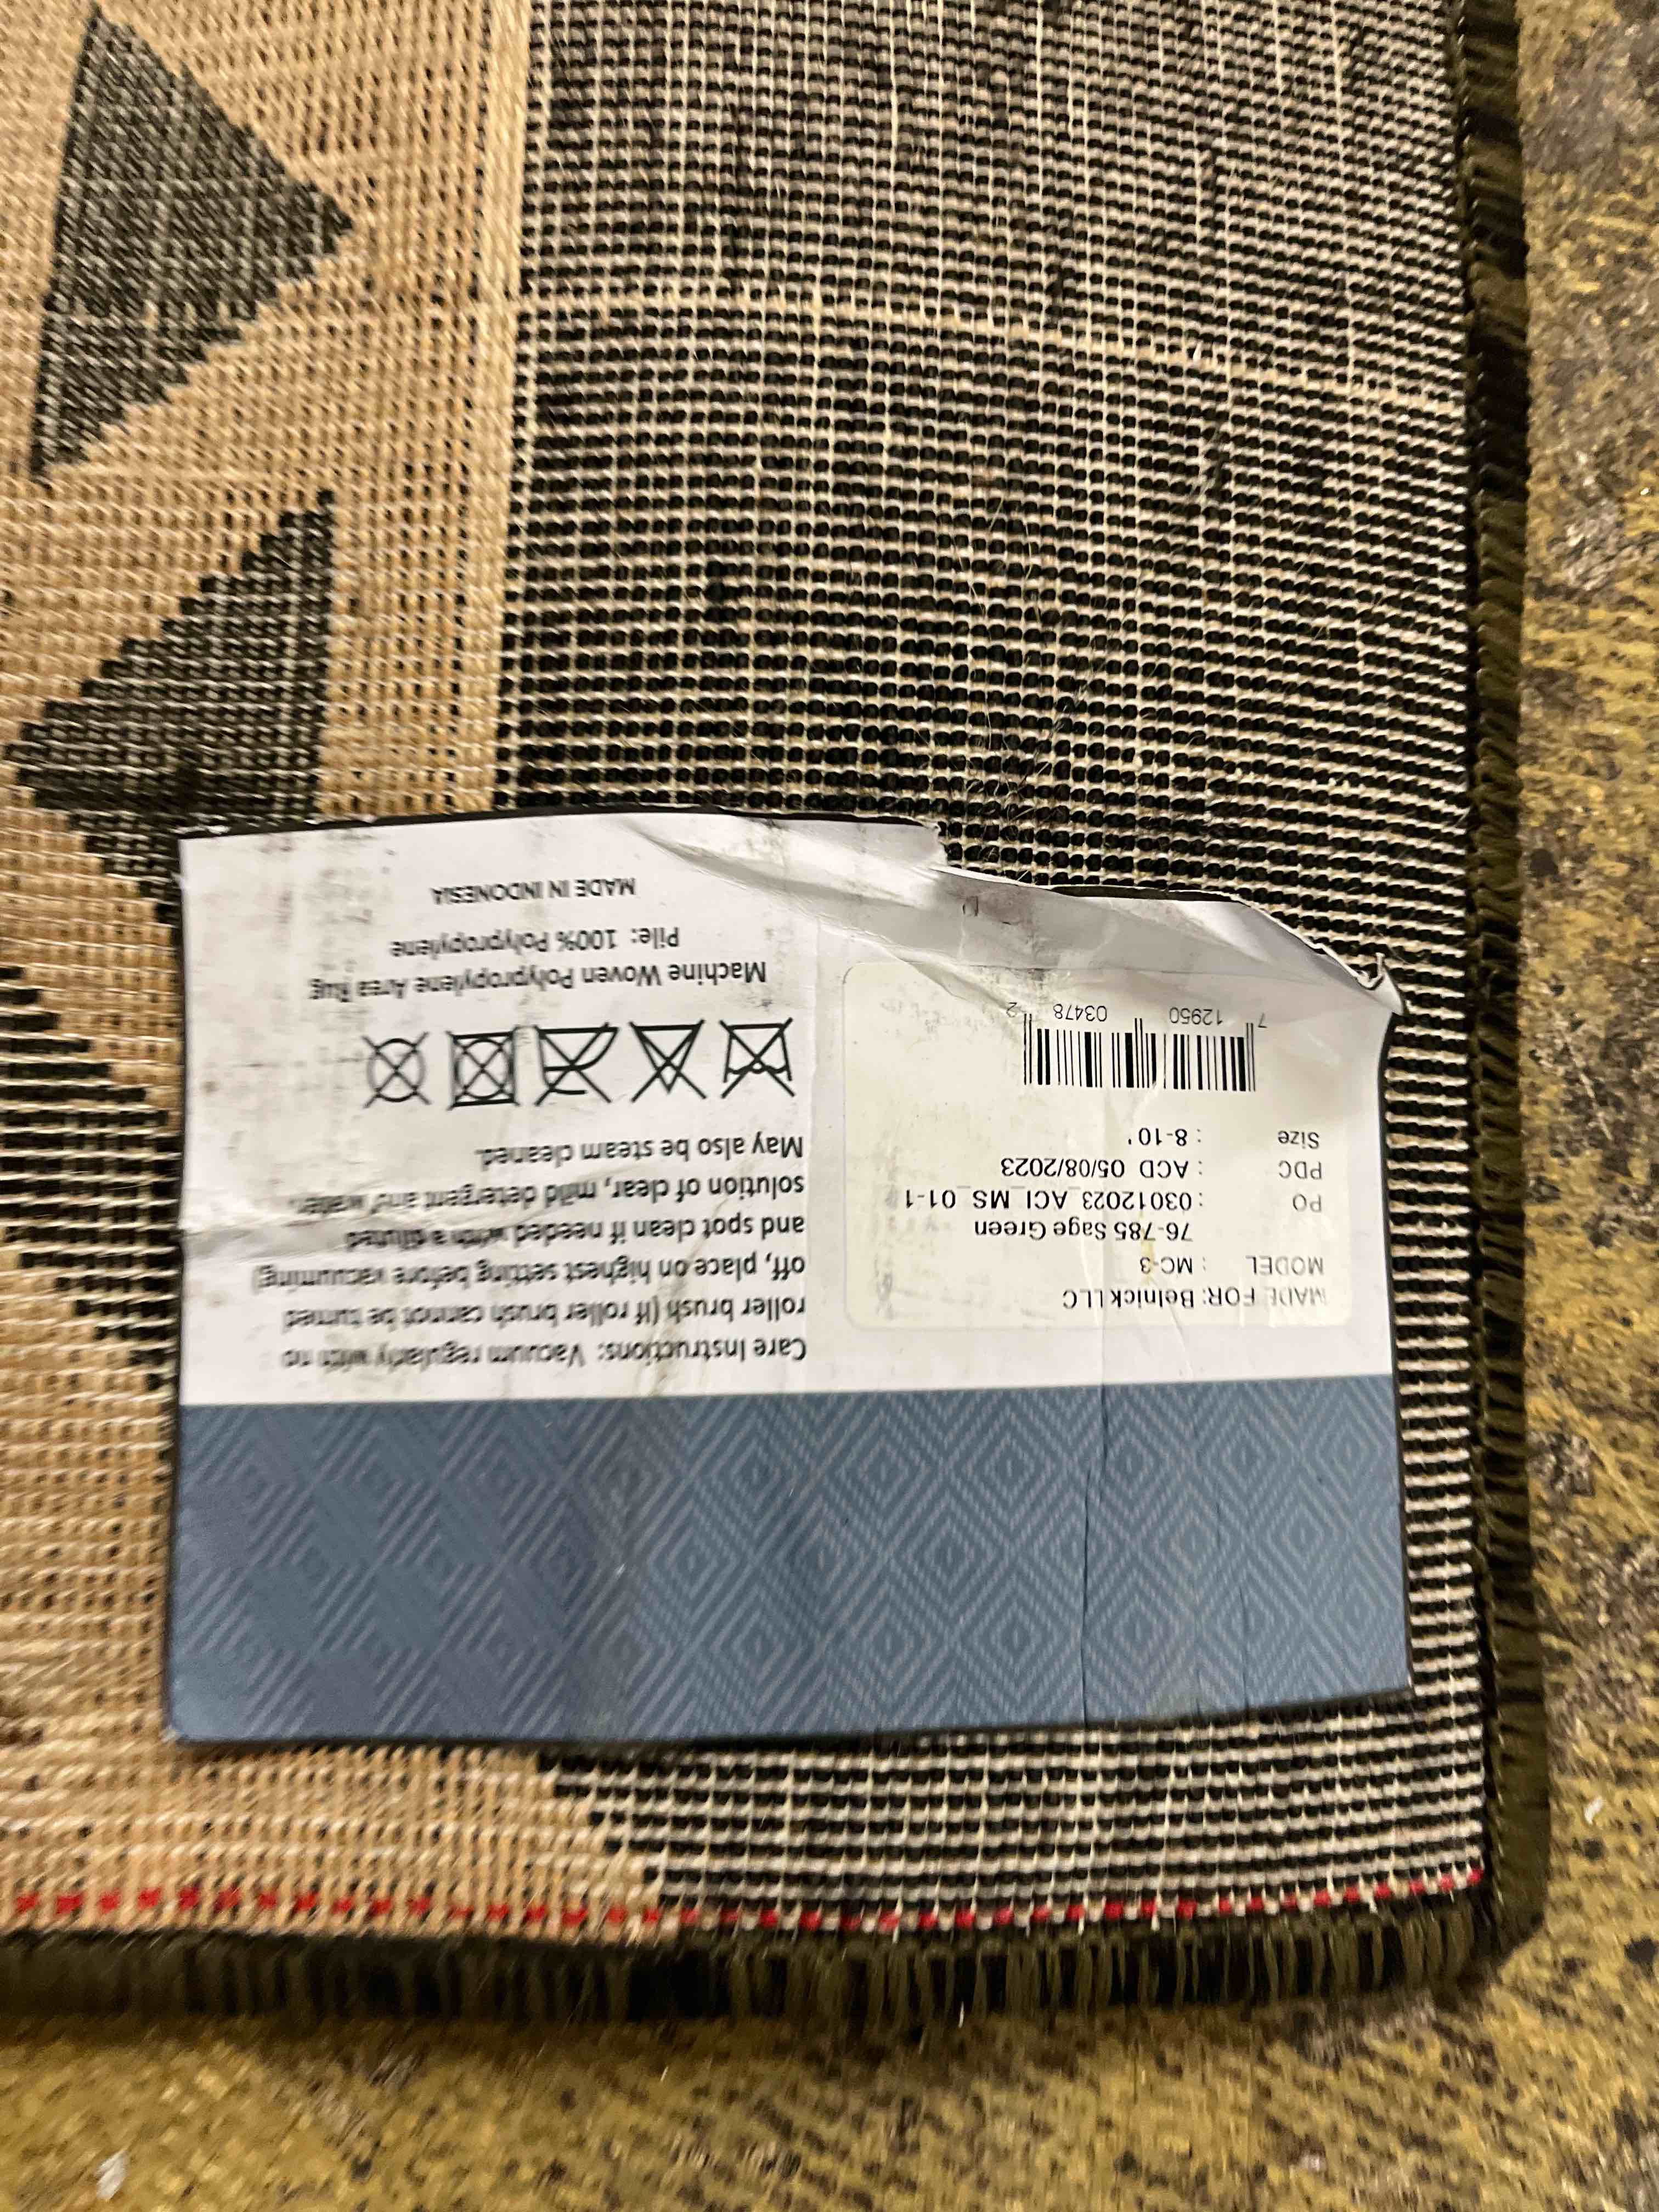 MADE FOR: Belnick LLC
MODEL : MC-3
76-785 Sage Green
PO : 03012023_ACI_MS_01-1
PDC : ACD 05/08/2023
Size : 8-10'
7 12950 03478 2
Care Instructions: Vacuum regularly with no
roller brush (If roller brush cannot be turned
off, place on highest setting before vacuuming)
and spot clean if needed with a diluted
solution of clear, mild detergent and water.
May also be steam cleaned.
Machine Woven Polypropylene Area Rug
Pile: 100% Polypropylene
MADE IN INDONESIA